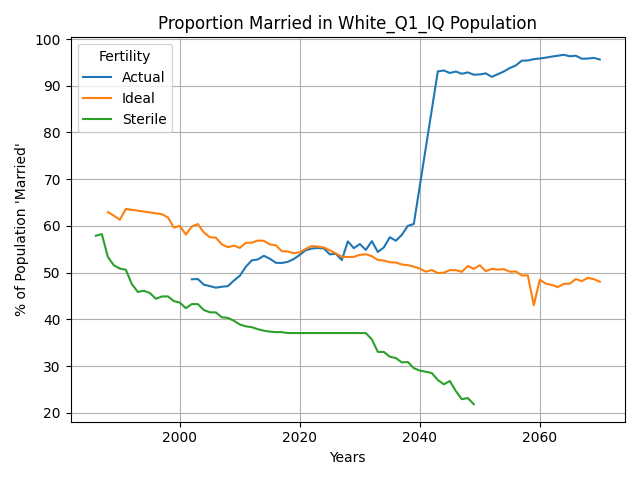 Proportion Married in White_Q1_IQ Population
% of Population 'Married'
100
90
80
70
60
50
40
30
20
Fertility
Actual
Ideal
Sterile
2000
2020
2040
2060
Years